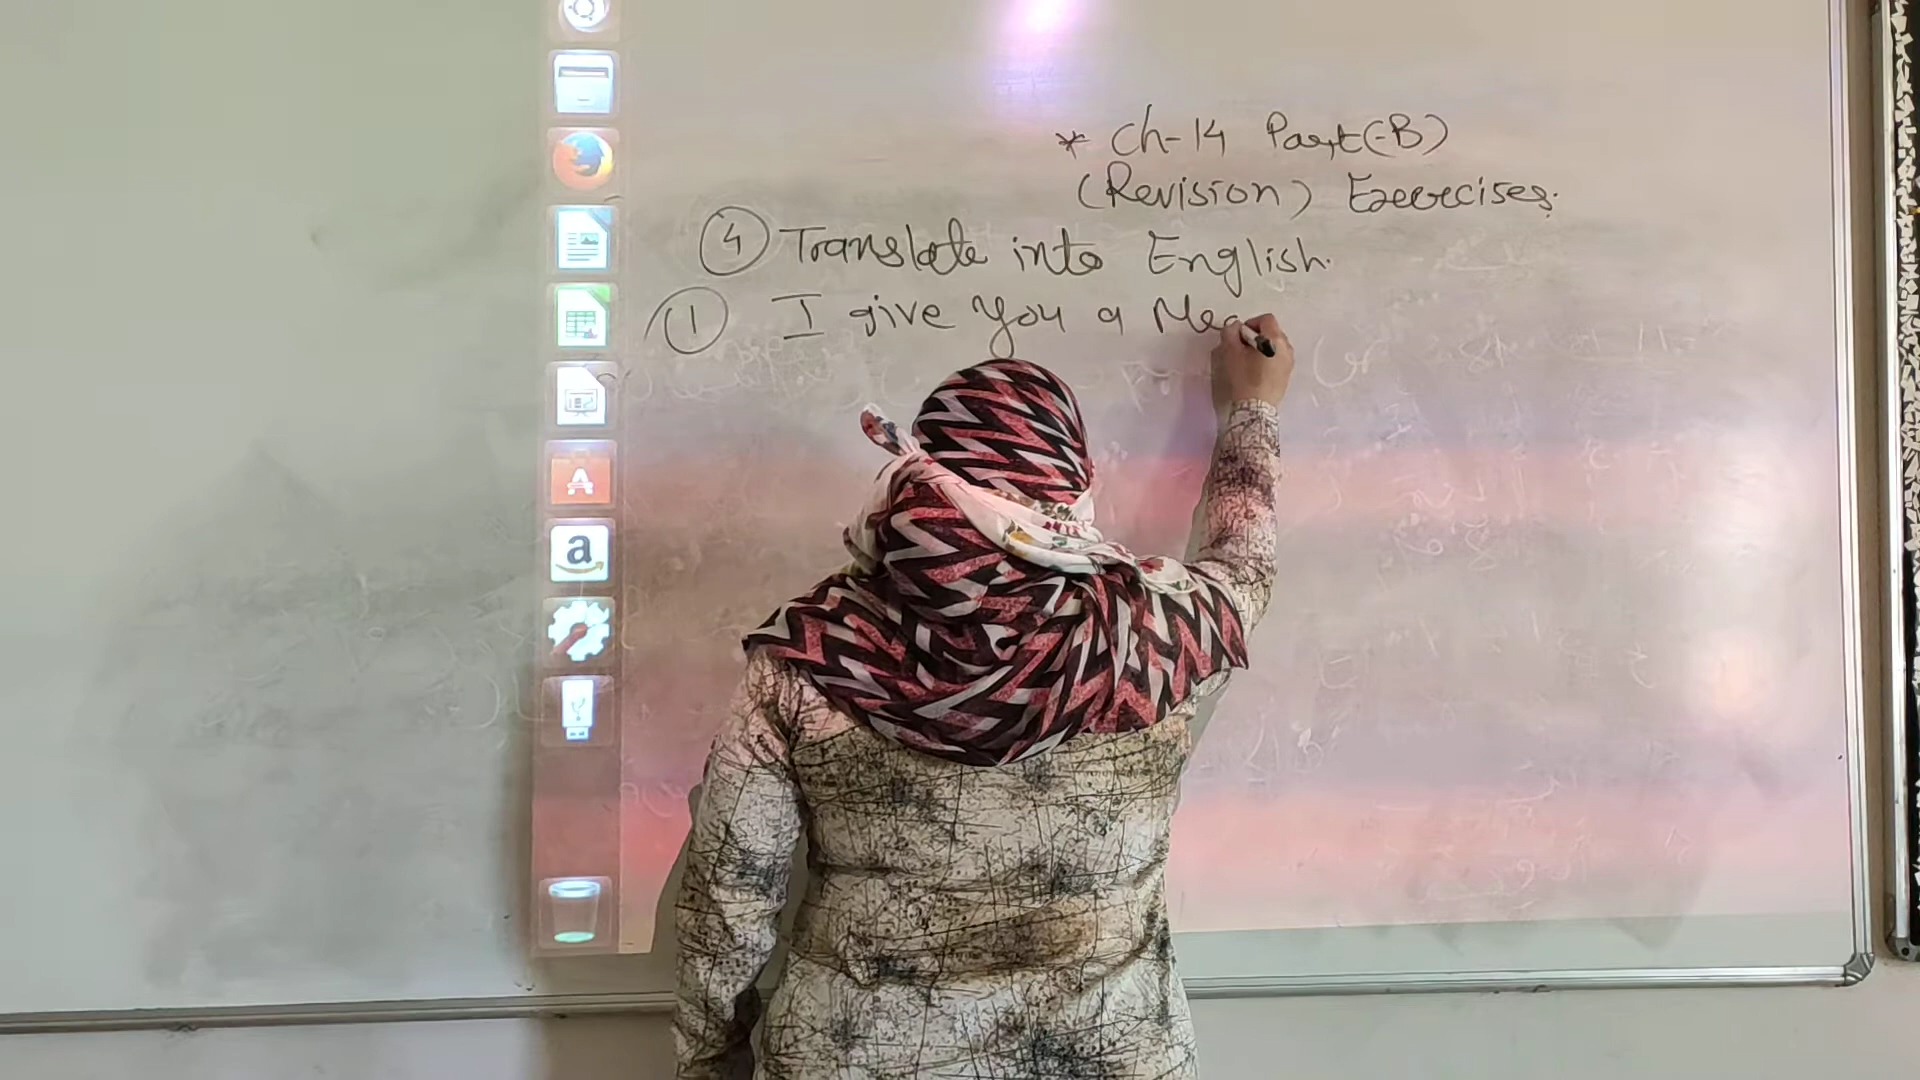 * Ch-14 Part(-B)
(Revision) Exercises.
4 Translate into English.
1 I give you a
A
a